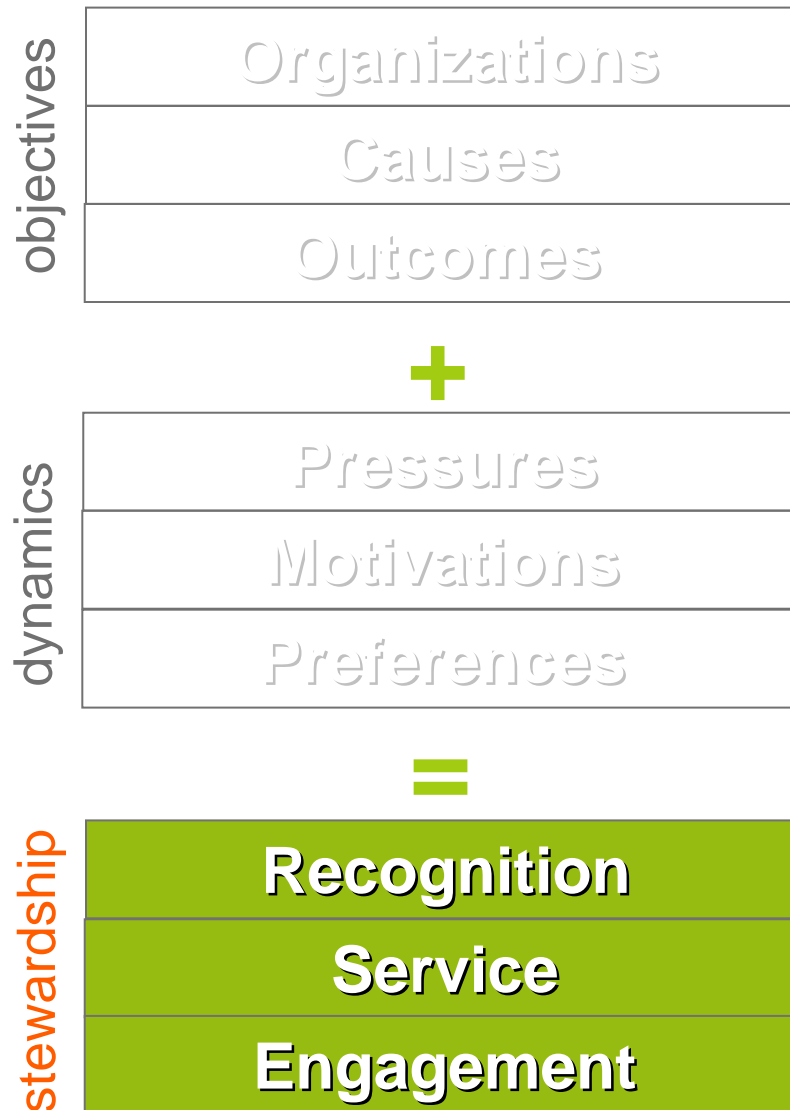 objectives
Organizations
Causes
Outcomes
+
dynamics
Pressures
Motivations
Preferences
=
stewardship
Recognition
Service
Engagement